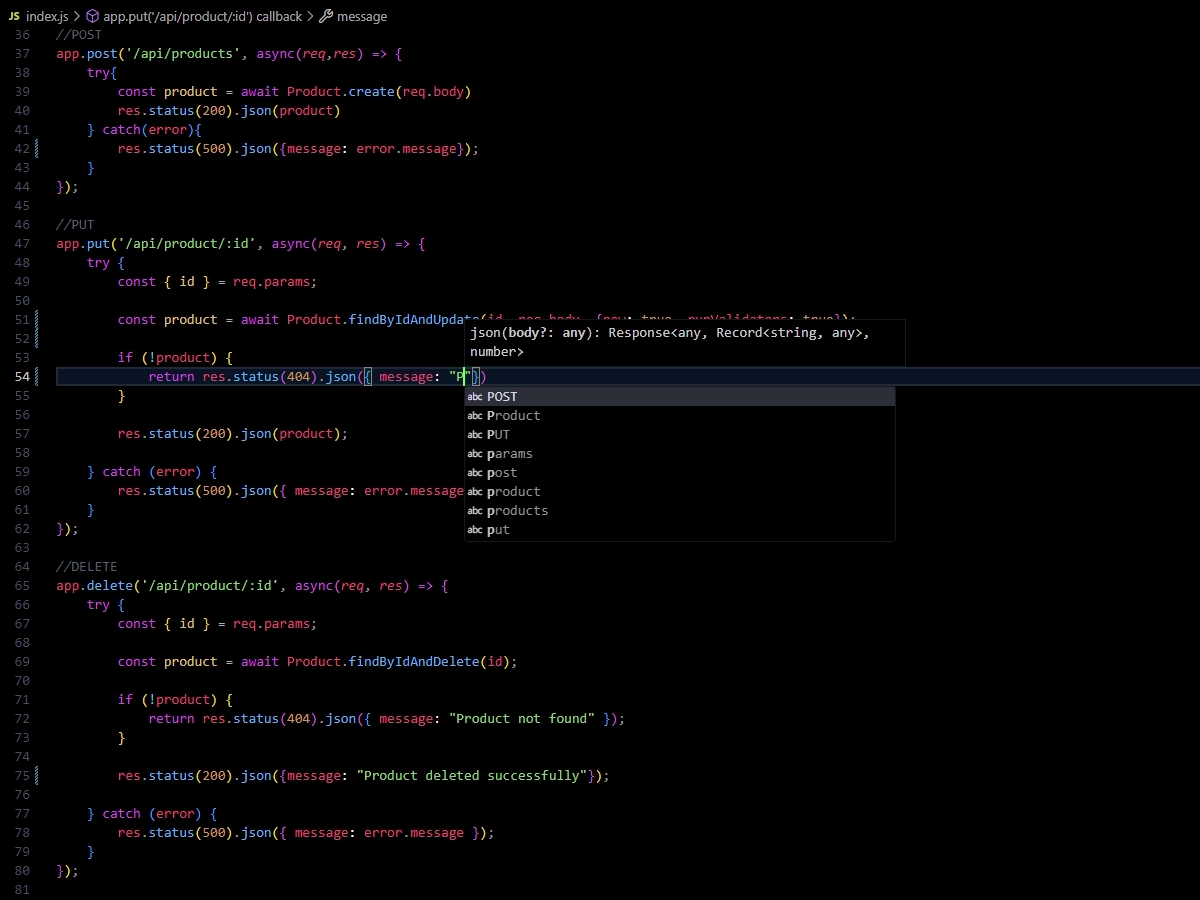 JS index.js > app.put('/api/product/:id') callback > message
36 //POST
37 app.post('/api/products', async(req,res) => {
38 try{
39 const product = await Product.create(req.body)
40 res.status(200).json(product)
41 } catch(error){
42 res.status(500).json({message: error.message});
43 }
44 });
45
46 //PUT
47 app.put('/api/product/:id', async(req, res) => {
48 try {
49 const { id } = req.params;
50
51 const product = await Product.findByIdAndUpdate(id, req.body, {new: true, runValidators: true});
json(body?: any): Response<any, Record<string, any>,
number>
52
53 if (!product) {
54 return res.status(404).json({ message: "P"})
abc POST
abc Product
abc PUT
abc params
abc post
abc product
abc products
abc put
55 }
56
57 res.status(200).json(product);
58
59 } catch (error) {
60 res.status(500).json({ message: error.message
61 }
62 });
63
64 //DELETE
65 app.delete('/api/product/:id', async(req, res) => {
66 try {
67 const { id } = req.params;
68
69 const product = await Product.findByIdAndDelete(id);
70
71 if (!product) {
72 return res.status(404).json({ message: "Product not found" });
73 }
74
75 res.status(200).json({message: "Product deleted successfully"});
76
77 } catch (error) {
78 res.status(500).json({ message: error.message });
79 }
80 });
81